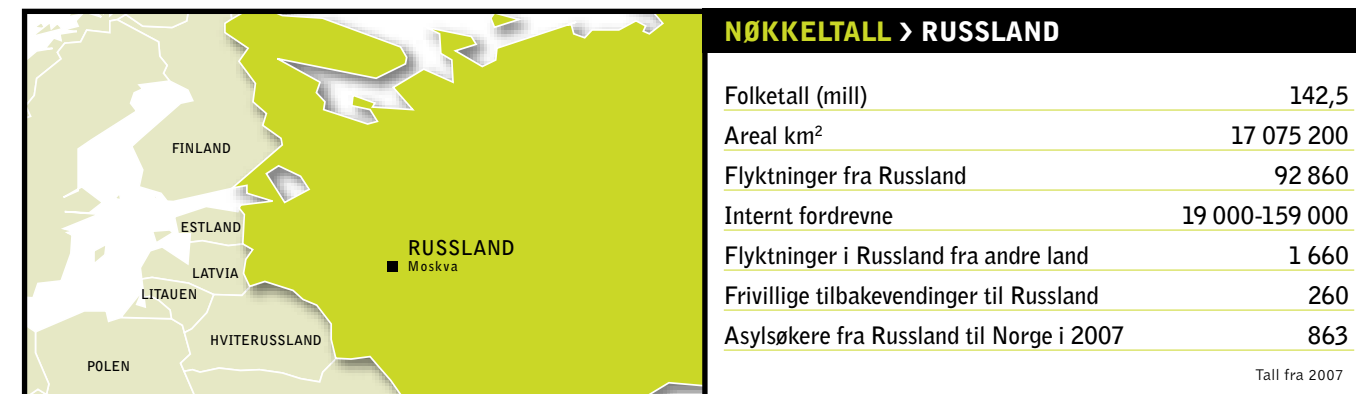 FINLAND
ESTLAND
LATVIA
LITAUEN
HVITERUSSLAND
POLEN
RUSSLAND
Moskva
NØKKELTALL > RUSSLAND
Folketall (mill) 142,5
Areal km² 17 075 200
Flyktninger fra Russland 92 860
Internt fordrevne 19 000-159 000
Flyktninger i Russland fra andre land 1 660
Frivillige tilbakevendinger til Russland 260
Asylsøkere fra Russland til Norge i 2007 863
Tall fra 2007